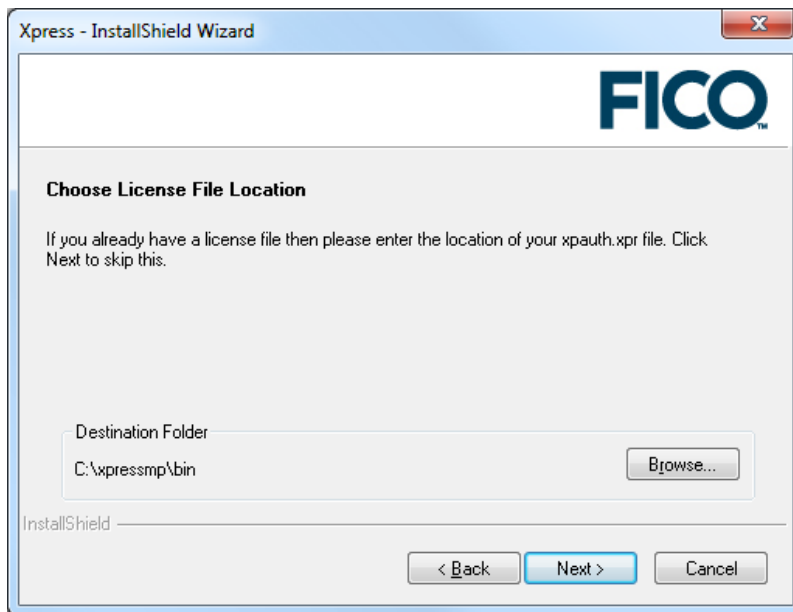 Xpress - InstallShield Wizard
FICO™
Choose License File Location
If you already have a license file then please enter the location of your xpauth.xpr file. Click
Next to skip this.
Destination Folder
C:\xpressmp\bin
Browse...
InstallShield
< Back
Next >
Cancel